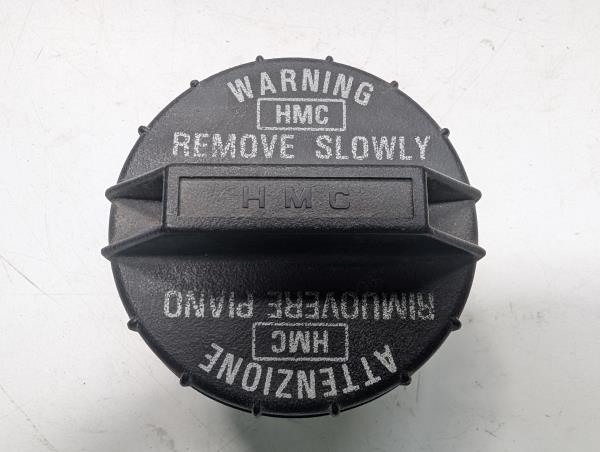 WARNING
HMC
REMOVE SLOWLY
HMC
ATTENZIONE
HMC
RIMUOVERE PIANO